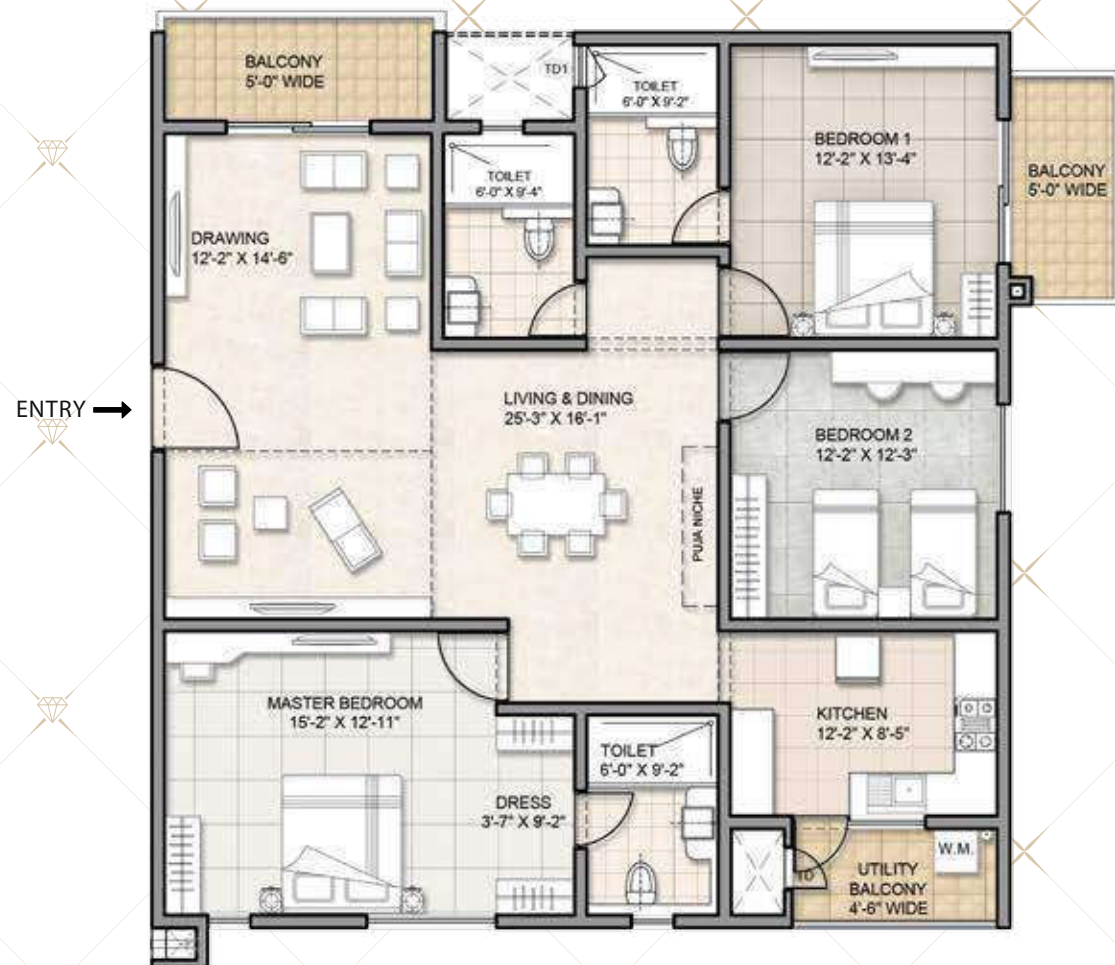 BALCONY
5'-0" WIDE
TD1
TOILET
6'-0" X 9'-2"
TOILET
6'-0" X 9'-4"
BEDROOM 1
12'-2" X 13'-4"
BALCONY
5'-0" WIDE
DRAWING
12'-2" X 14'-6"
ENTRY
LIVING & DINING
25'-3" X 16'-1"
BEDROOM 2
12'-2" X 12'-3"
PUJA NICHE
MASTER BEDROOM
15'-2" X 12'-11"
KITCHEN
12'-2" X 8'-5"
TOILET
6'-0" X 9'-2"
DRESS
3'-7" X 9'-2"
W.M.
TD
UTILITY
BALCONY
4'-6" WIDE